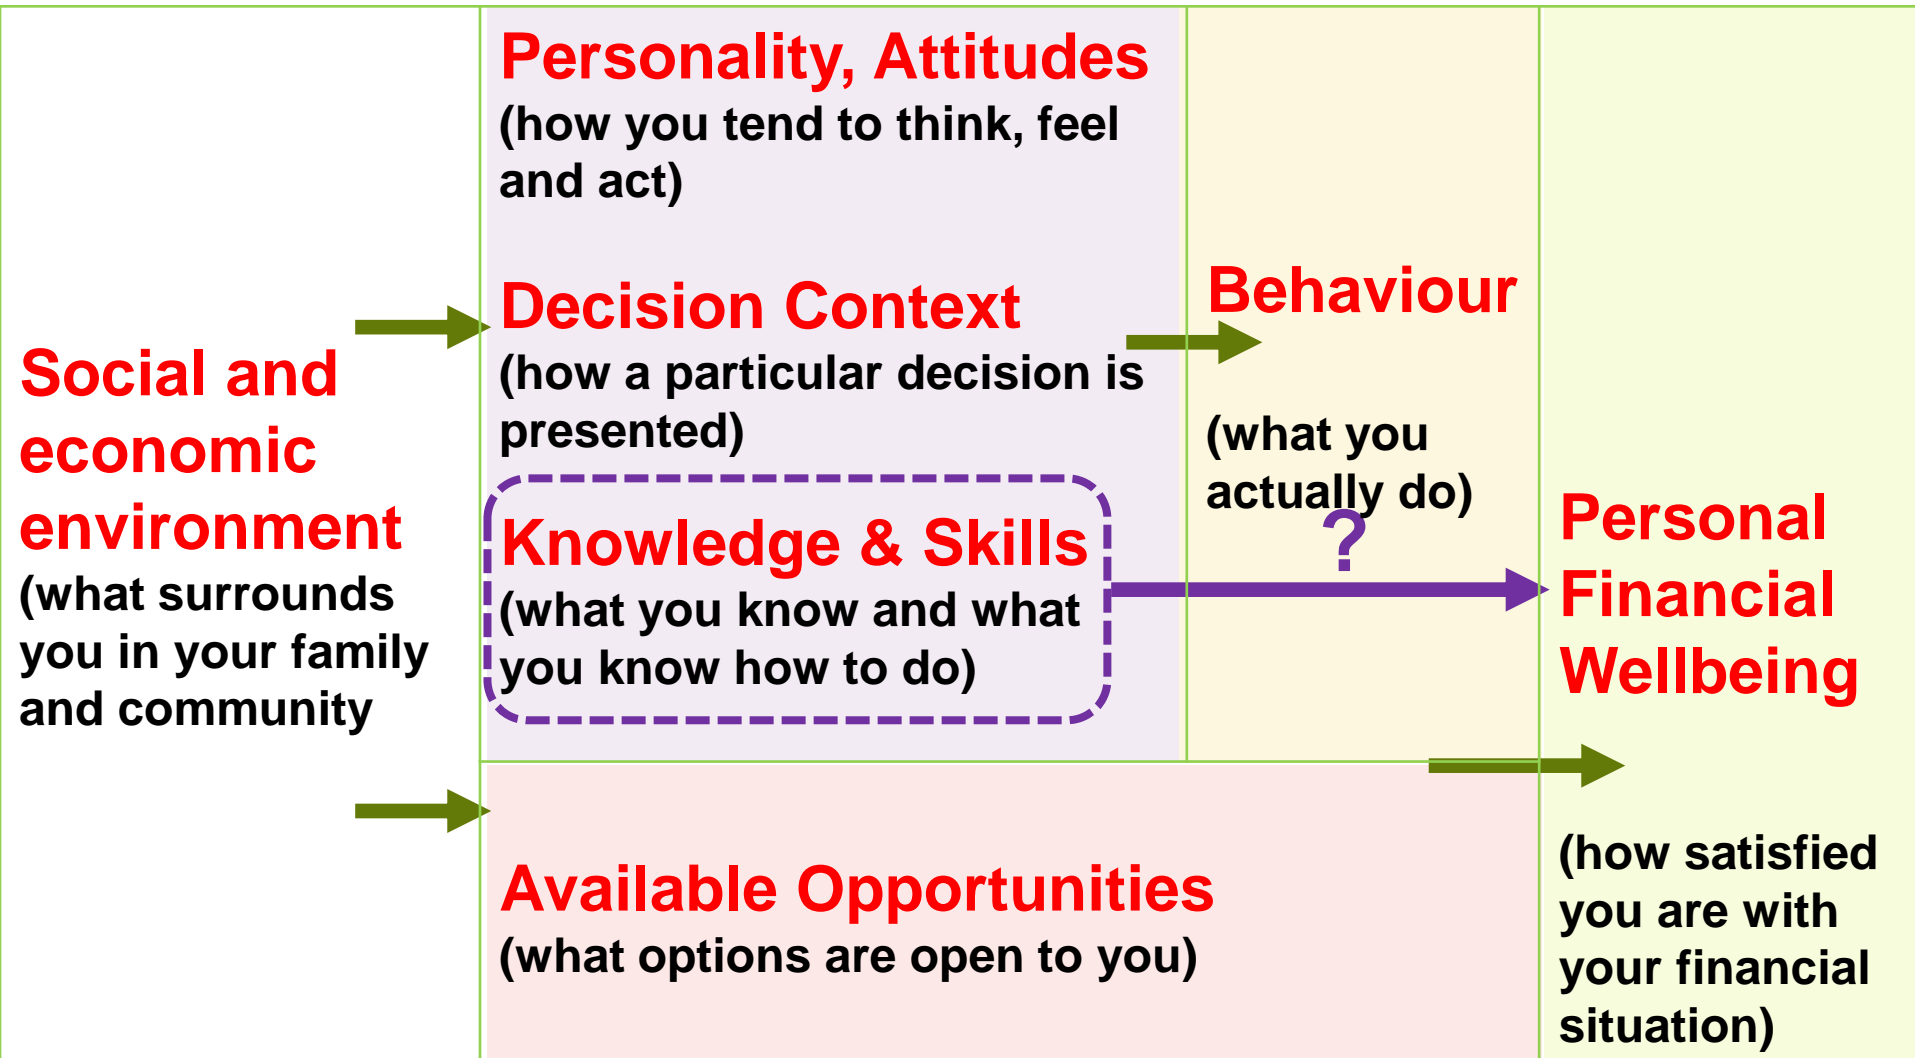 Social and
economic
environment
(what surrounds
you in your family
and community
Personality, Attitudes
(how you tend to think, feel
and act)
Decision Context
(how a particular decision is
presented)
Knowledge & Skills
(what you know and what
you know how to do)
Available Opportunities
(what options are open to you)
Behaviour
(what you
actually do)
?
Personal
Financial
Wellbeing
(how satisfied
you are with
your financial
situation)